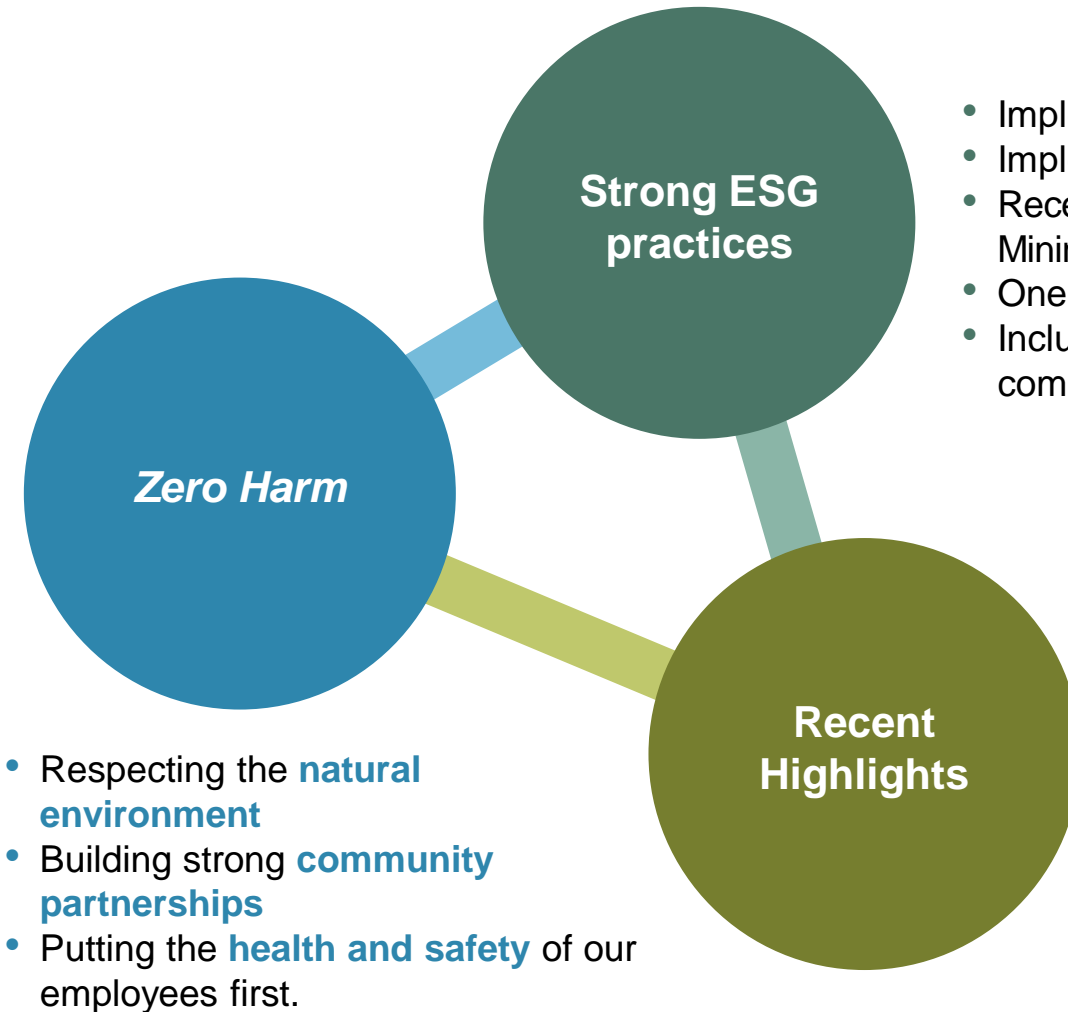 Strong ESG
practices
Zero Harm
Recent
Highlights
• Respecting the natural
environment
• Building strong community
partnerships
• Putting the health and safety of our
employees first.
• One